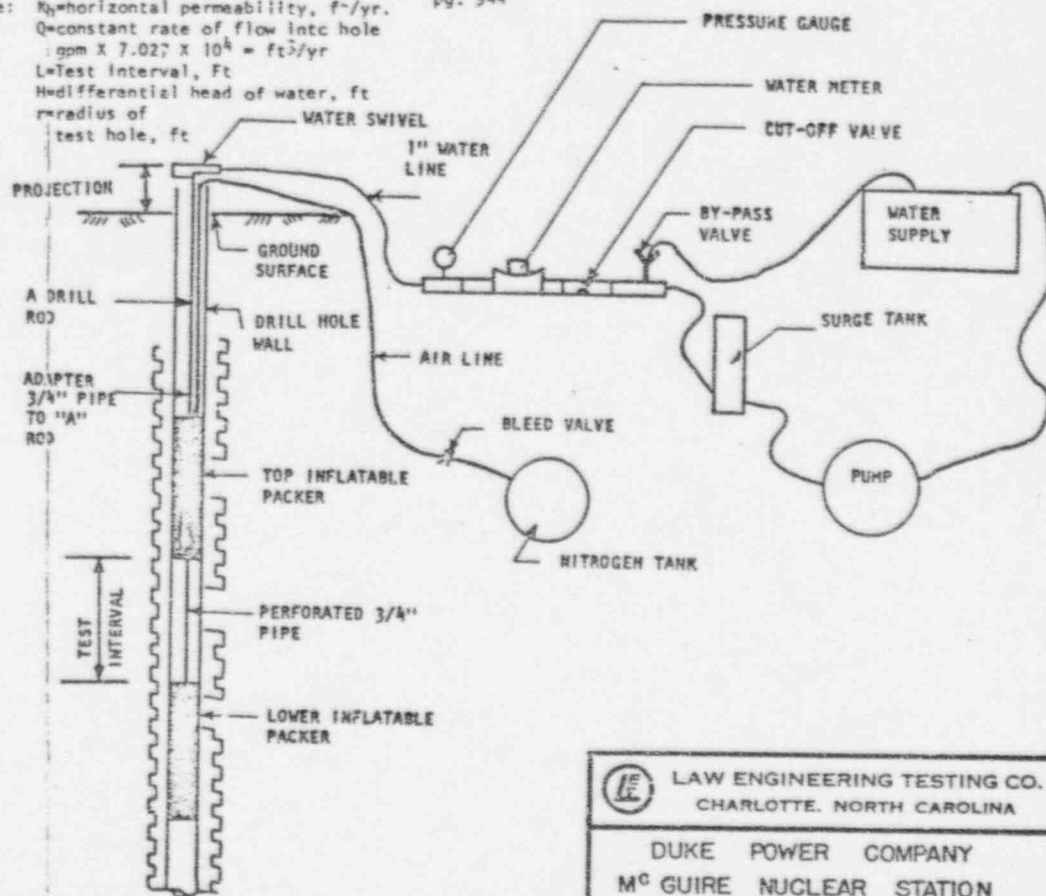 Kh=horizontal permeability, ft/yr.
pg. 544
Q=constant rate of flow into hole
gpm X 7.027 X 10⁴ = ft³/yr
L=Test Interval, Ft
H=differential head of water, ft
r=radius of
test hole, ft
PRESSURE GAUGE
WATER METER
CUT-OFF VALVE
WATER SWIVEL
1" WATER
LINE
PROJECTION
BY-PASS
VALVE
WATER
SUPPLY
GROUND
SURFACE
A DRILL
ROD
DRILL HOLE
WALL
SURGE TANK
AIR LINE
ADAPTER
3/4" PIPE
TO "A"
ROD
BLEED VALVE
TOP INFLATABLE
PACKER
PUMP
NITROGEN TANK
TEST
INTERVAL
PERFORATED 3/4"
PIPE
LOWER INFLATABLE
PACKER
LAW ENGINEERING TESTING CO.
CHARLOTTE, NORTH CAROLINA
DUKE POWER COMPANY
Mc GUIRE NUCLEAR STATION